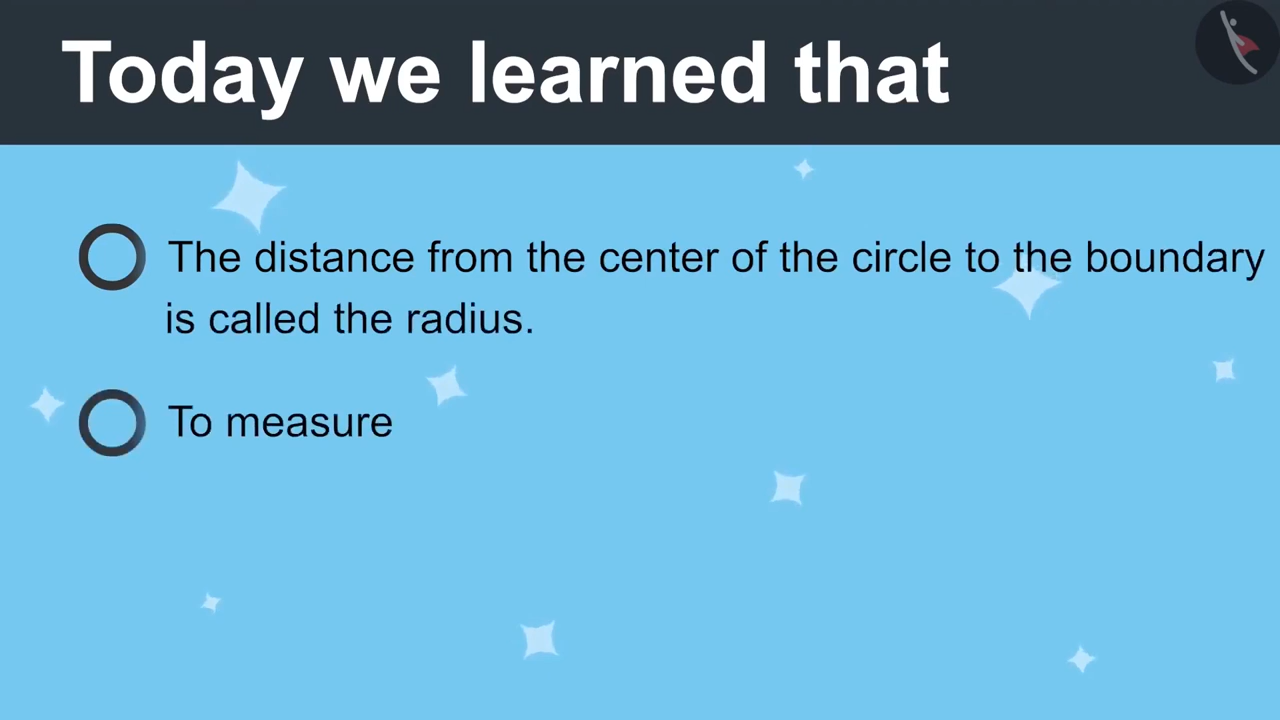 Today we learned that
The distance from the center of the circle to the boundary
is called the radius.
To measure